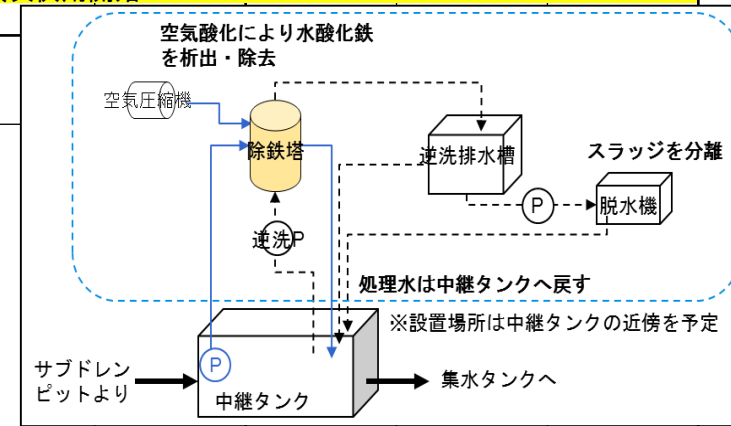 空気酸化により水酸化鉄
を析出・除去
空気圧縮機
除鉄塔
逆洗排水槽
スラッジを分離
P
脱水機
逆洗P
処理水は中継タンクへ戻す
※設置場所は中継タンクの近傍を予定
P
サブドレン
ピットより
中継タンク
集水タンクへ